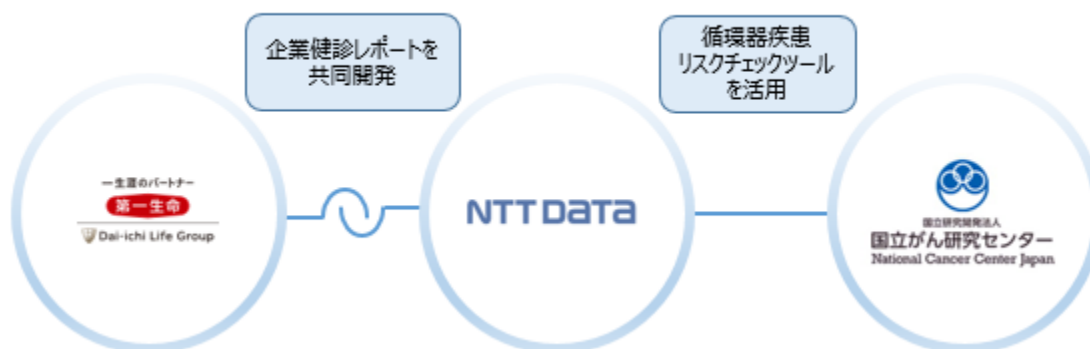 企業健診レポートを
共同開発
循環器疾患
リスクチェックツール
を活用
一生涯のパートナー
第一生命
Dai-ichi Life Group
NTT DATA
国立研究開発法人
国立がん研究センター
National Cancer Center Japan